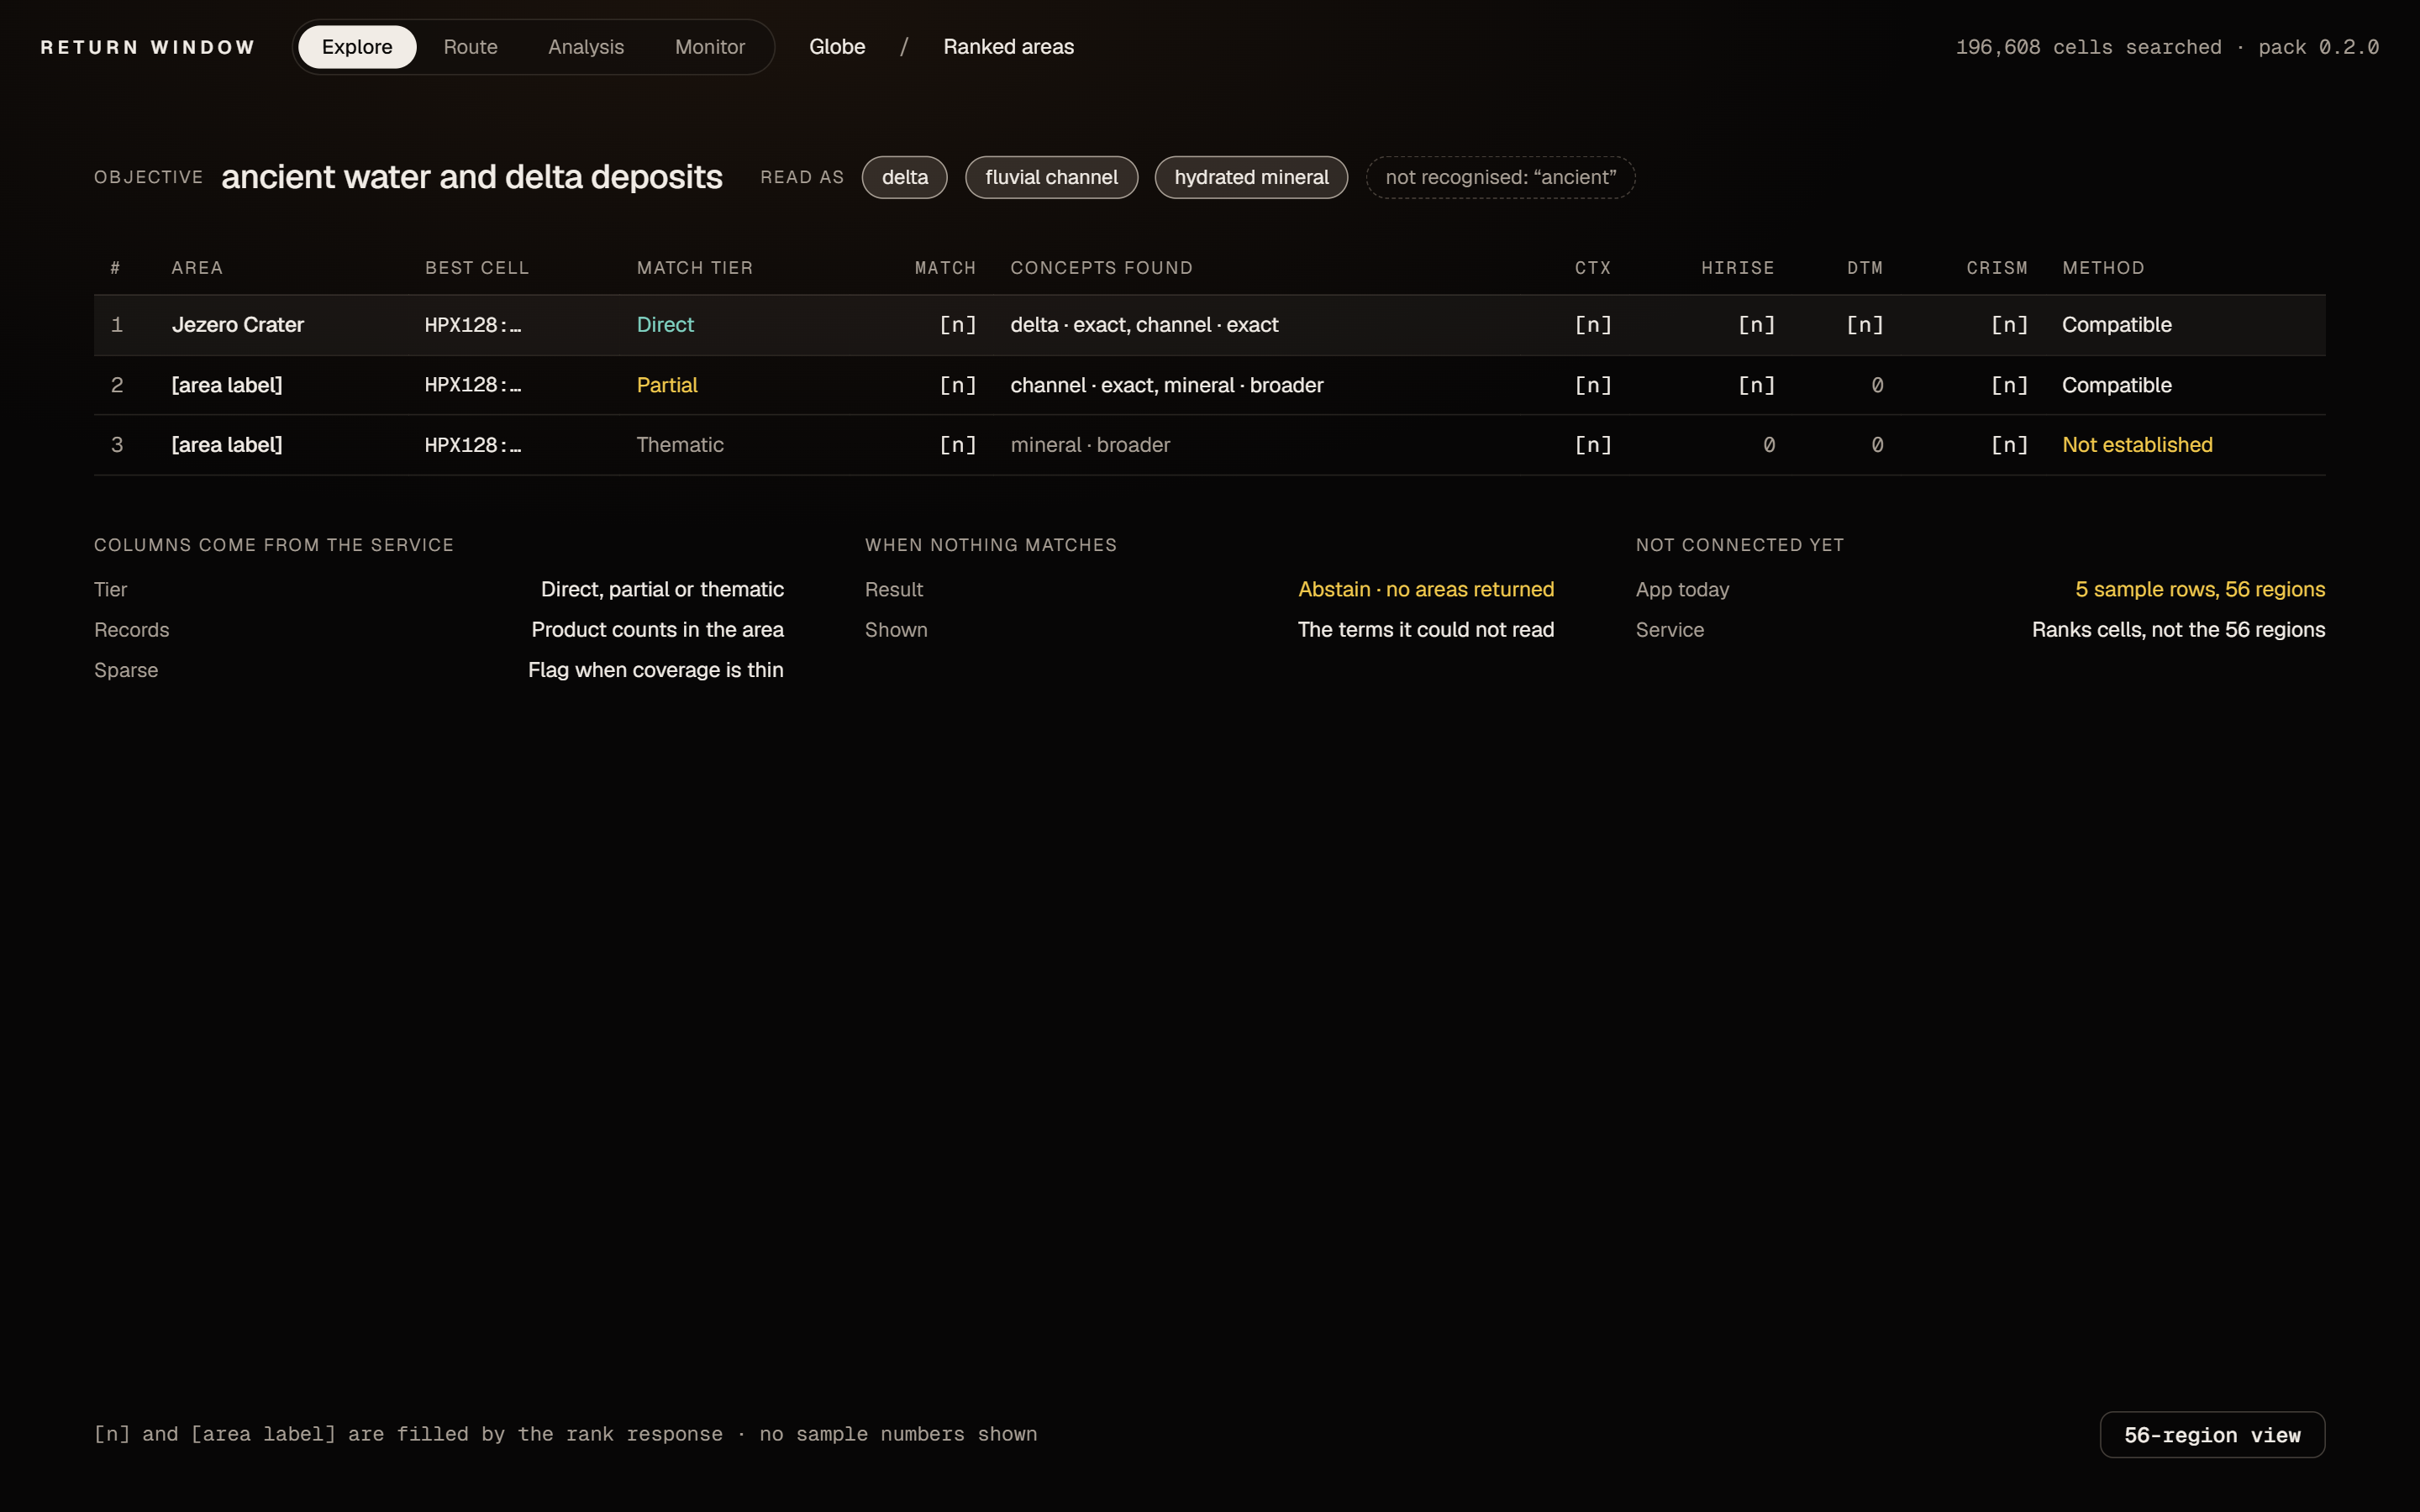 RETURN WINDOW Explore Route Analysis Monitor Globe / Ranked areas 196,608 cells searched · pack 0.2.0
OBJECTIVE ancient water and delta deposits READ AS delta fluvial channel hydrated mineral not recognised: “ancient”
# AREA BEST CELL MATCH TIER MATCH CONCEPTS FOUND CTX HIRISE DTM CRISM METHOD
1 Jezero Crater HPX128:… Direct [n] delta · exact, channel · exact [n] [n] [n] [n] Compatible
2 [area label] HPX128:… Partial [n] channel · exact, mineral · broader [n] [n] 0 [n] Compatible
3 [area label] HPX128:… Thematic [n] mineral · broader [n] 0 0 [n] Not established
COLUMNS COME FROM THE SERVICE WHEN NOTHING MATCHES NOT CONNECTED YET
Tier Direct, partial or thematic Result Abstain · no areas returned App today 5 sample rows, 56 regions
Records Product counts in the area Shown The terms it could not read Service Ranks cells, not the 56 regions
Sparse Flag when coverage is thin
[n] and [area label] are filled by the rank response · no sample numbers shown 56-region view